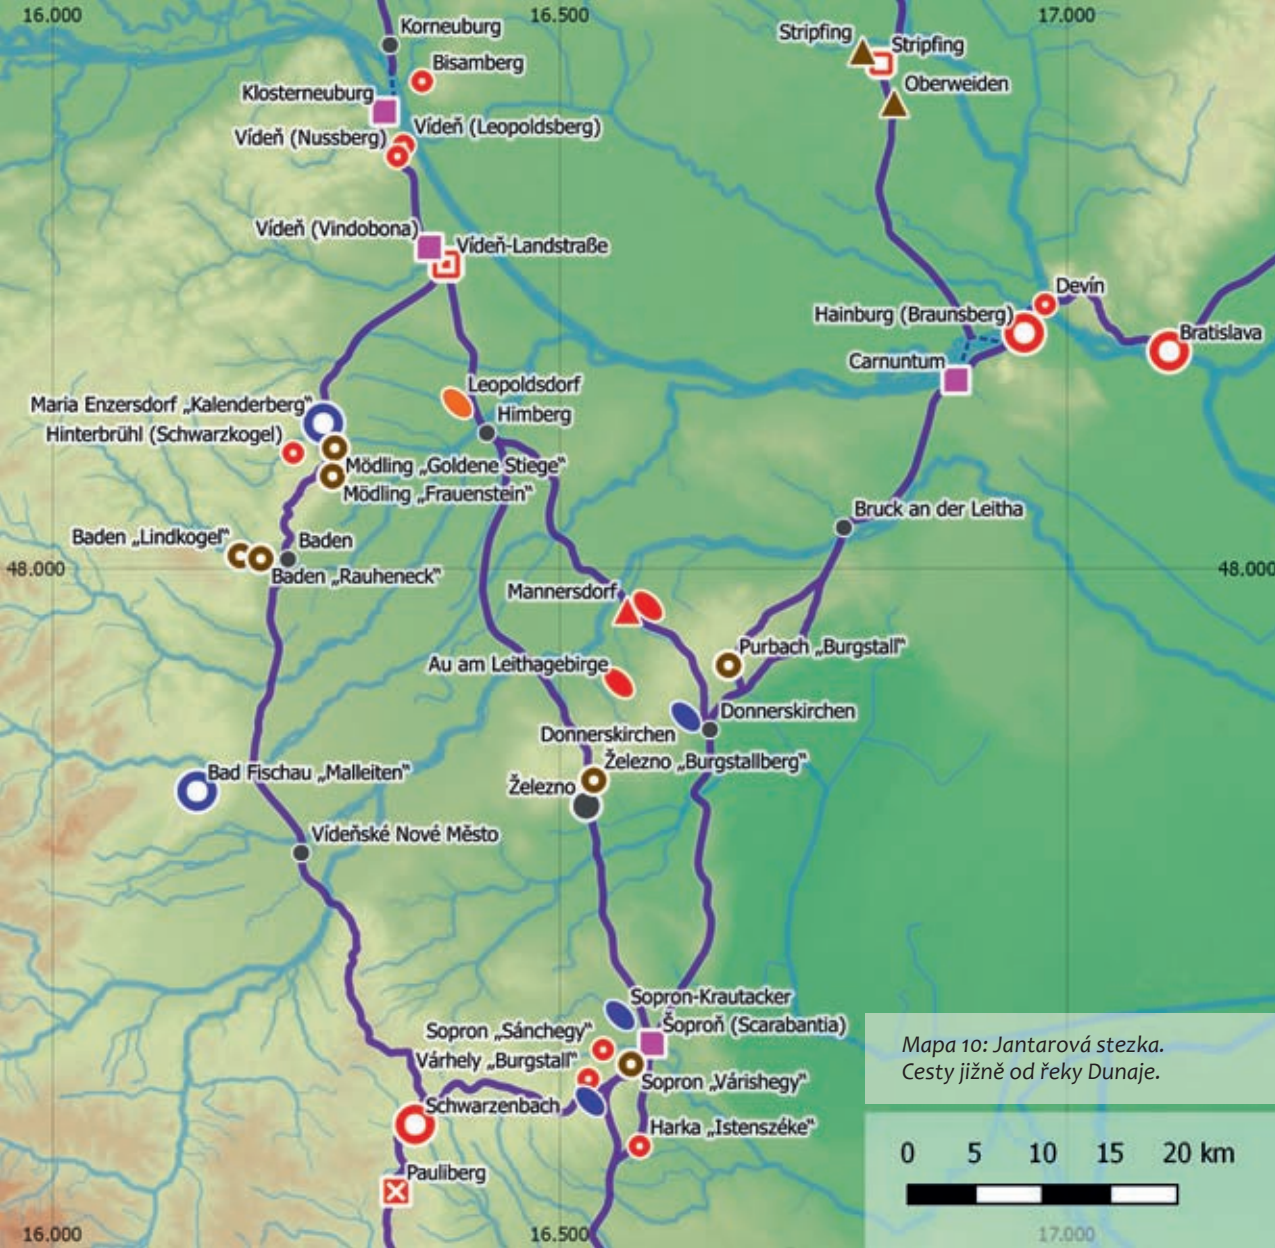 16.000
16.500
17.000
Korneuburg
Stripfing
Stripfing
Bisamberg
Oberweiden
Klosterneuburg
Vídeň (Leopoldsberg)
Vídeň (Nussberg)
Vídeň (Vindobona)
Vídeň-Landstraße
Devín
Hainburg (Braunsberg)
Bratislava
Carnuntum
Leopoldsdorf
Maria Enzersdorf „Kalenderberg“
Himberg
Hinterbrühl (Schwarzkogel)
Mödling „Goldene Stiege“
Mödling „Frauenstein“
Bruck an der Leitha
Baden „Lindkogel“
Baden
48.000
48.000
Baden „Rauheneck“
Mannersdorf
Purbach „Burgstall“
Au am Leithagebirge
Donnerskirchen
Donnerskirchen
Železno „Burgstallberg“
Bad Fischau „Malleiten“
Železno
Vídeňské Nové Město
Sopron-Krautacker
Šoproň (Scarabantia)
Sopron „Sánchegy“
Várhely „Burgstall“
Sopron „Várishegy“
Schwarzenbach
Harka „Istenszéke“
Pauliberg
Mapa 10: Jantarová stezka.
Cesty jižně od řeky Dunaje.
0 5 10 15 20 km
16.000
16.500
17.000